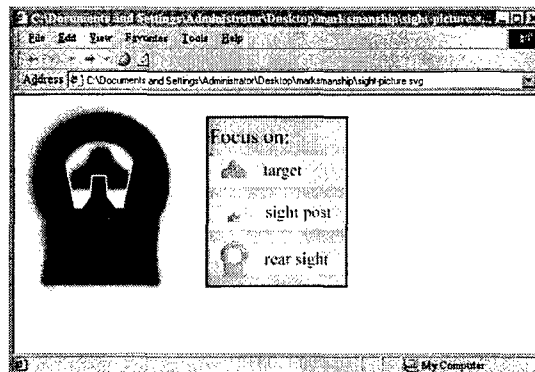 C:\Documents and Settings\Administrator\Desktop\marksmanship\sight-picture.s...
File Edit View Favorites Tools Help
Address C:\Documents and Settings\Administrator\Desktop\marksmanship\sight-picture.svg
Focus on:
target
sight post
rear sight
My Computer